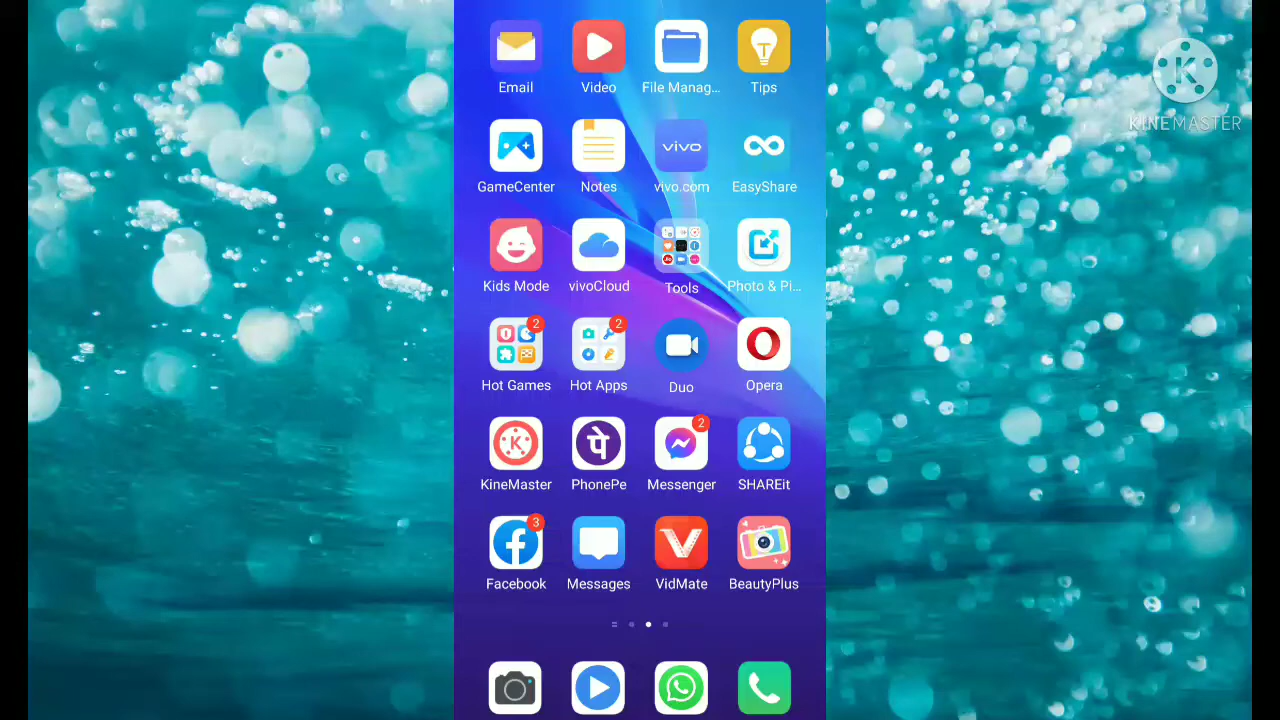 KINEMASTER
Email Video File Manag... Tips
GameCenter Notes vivo.com EasyShare
vivo
Kids Mode vivoCloud Tools Photo & Pi...
2 2
Hot Games Hot Apps Duo Opera
2
पे
KineMaster PhonePe Messenger SHAREit
3
Facebook Messages VidMate BeautyPlus